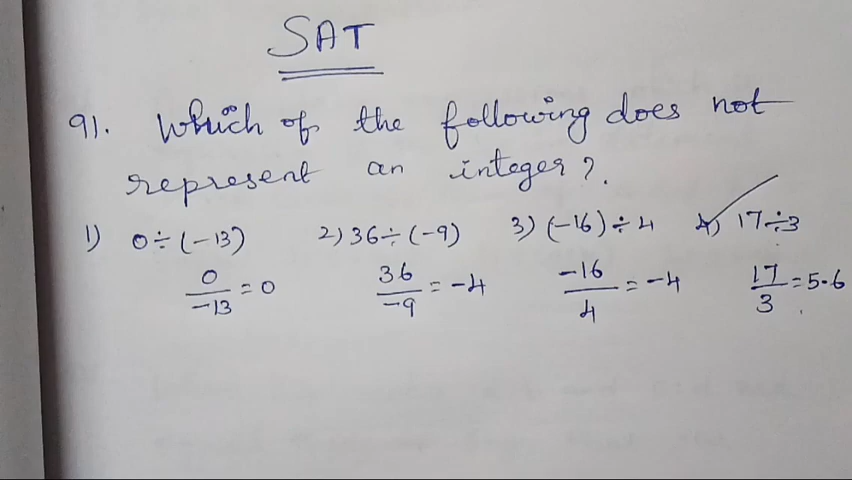 SAT
91. Which of the following does not
represent an integer?.
1) 0÷(-13) 2) 36÷(-9) 3) (-16)÷4 4) 17÷3
0/-13 = 0 36/-9 = -4 -16/4 = -4 17/3 = 5.6